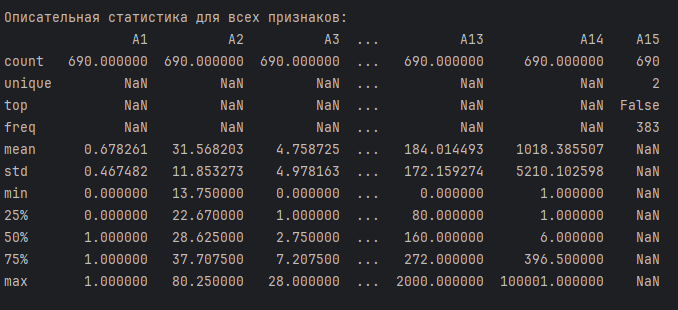 Описательная статистика для всех признаков:
A1 A2 A3 ... A13 A14 A15
count 690.000000 690.000000 690.000000 ... 690.000000 690.000000 690
unique NaN NaN NaN ... NaN NaN 2
top NaN NaN NaN ... NaN NaN False
freq NaN NaN NaN ... NaN NaN 383
mean 0.678261 31.568203 4.758725 ... 184.014493 1018.385507 NaN
std 0.467482 11.853273 4.978163 ... 172.159274 5210.102598 NaN
min 0.000000 13.750000 0.000000 ... 0.000000 1.000000 NaN
25% 0.000000 22.670000 1.000000 ... 80.000000 1.000000 NaN
50% 1.000000 28.625000 2.750000 ... 160.000000 6.000000 NaN
75% 1.000000 37.707500 7.207500 ... 272.000000 396.500000 NaN
max 1.000000 80.250000 28.000000 ... 2000.000000 100001.000000 NaN